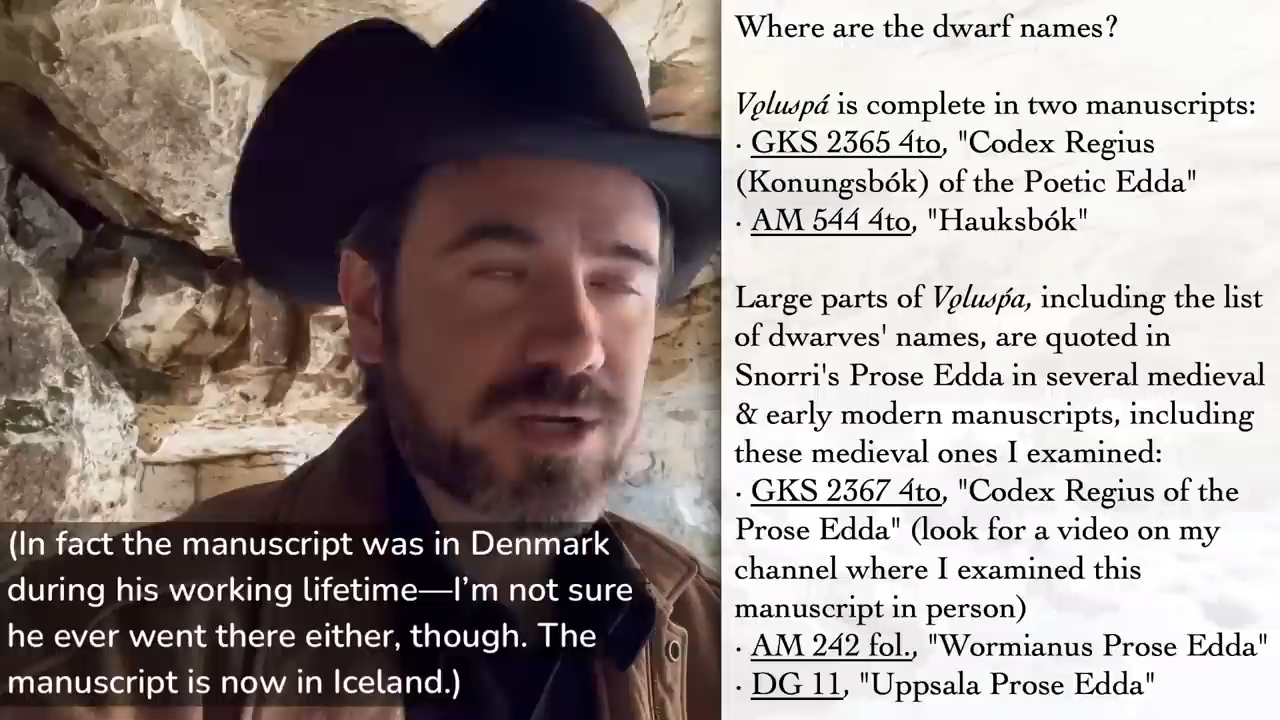 Where are the dwarf names?
Vǫluspá is complete in two manuscripts:
· GKS 2365 4to, "Codex Regius
(Konungsbók) of the Poetic Edda"
· AM 544 4to, "Hauksbók"
Large parts of Vǫlusṕa, including the list
of dwarves' names, are quoted in
Snorri's Prose Edda in several medieval
& early modern manuscripts, including
these medieval ones I examined:
· GKS 2367 4to, "Codex Regius of the
Prose Edda" (look for a video on my
channel where I examined this
manuscript in person)
· AM 242 fol., "Wormianus Prose Edda"
· DG 11, "Uppsala Prose Edda"
(In fact the manuscript was in Denmark
during his working lifetime—I'm not sure
he ever went there either, though. The
manuscript is now in Iceland.)